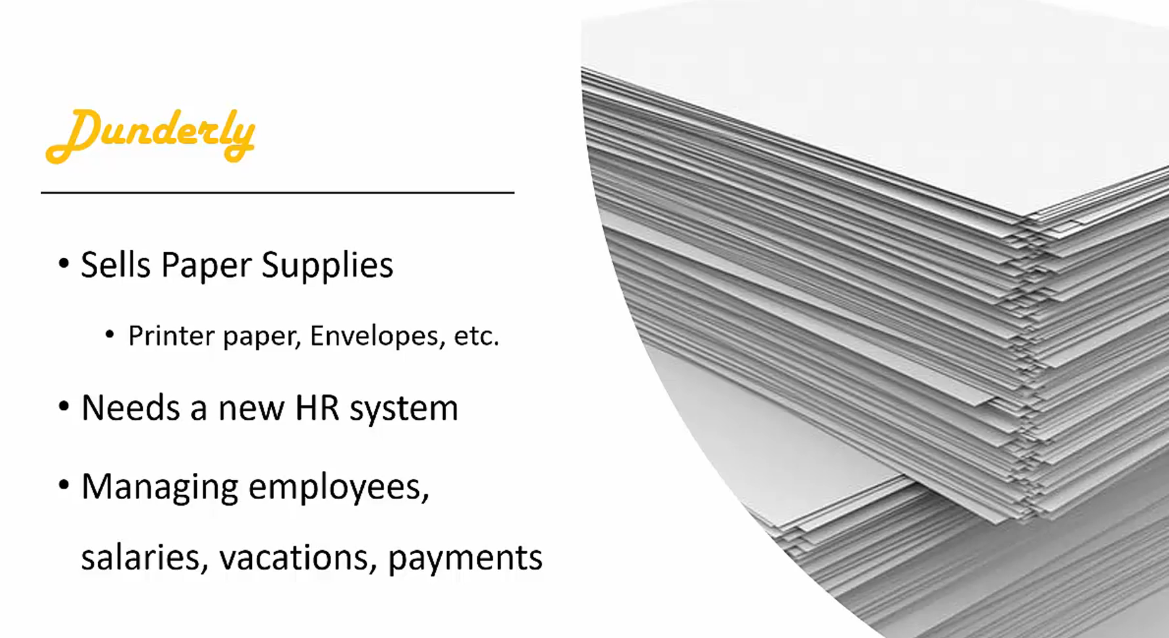 Dunderly
• Sells Paper Supplies
• Printer paper, Envelopes, etc.
• Needs a new HR system
• Managing employees,
salaries, vacations, payments